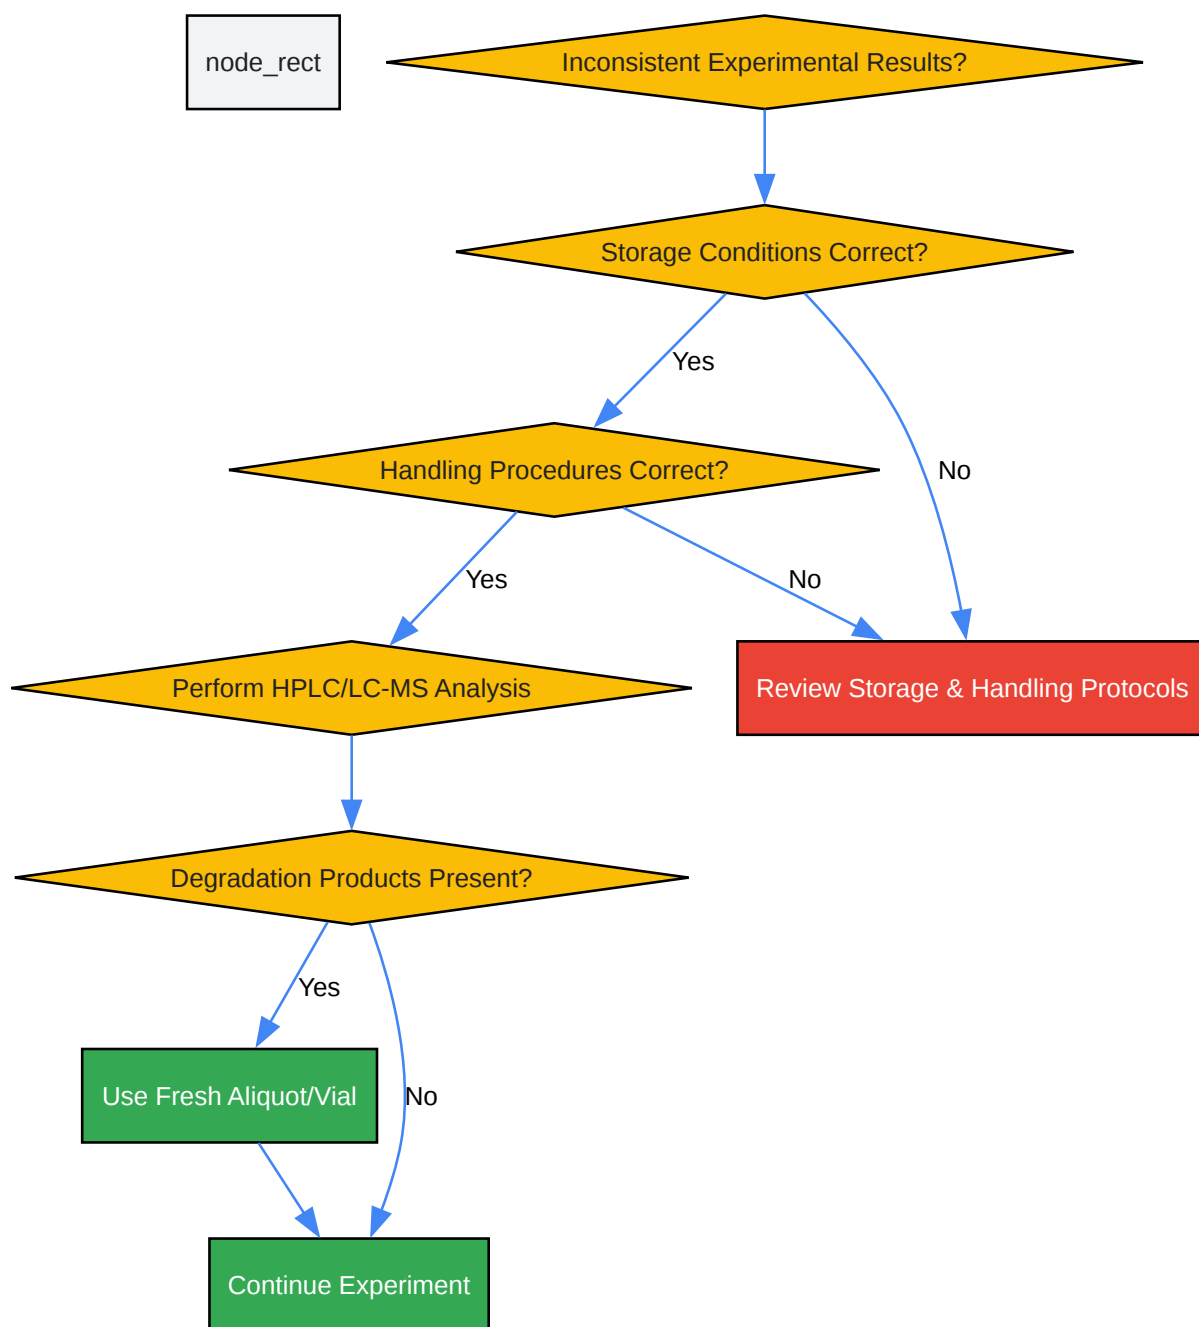 node_rect
Inconsistent Experimental Results?
Storage Conditions Correct?
Yes
Handling Procedures Correct?
No
Yes
No
Perform HPLC/LC-MS Analysis
Review Storage & Handling Protocols
Degradation Products Present?
Yes
Use Fresh Aliquot/Vial
No
Continue Experiment